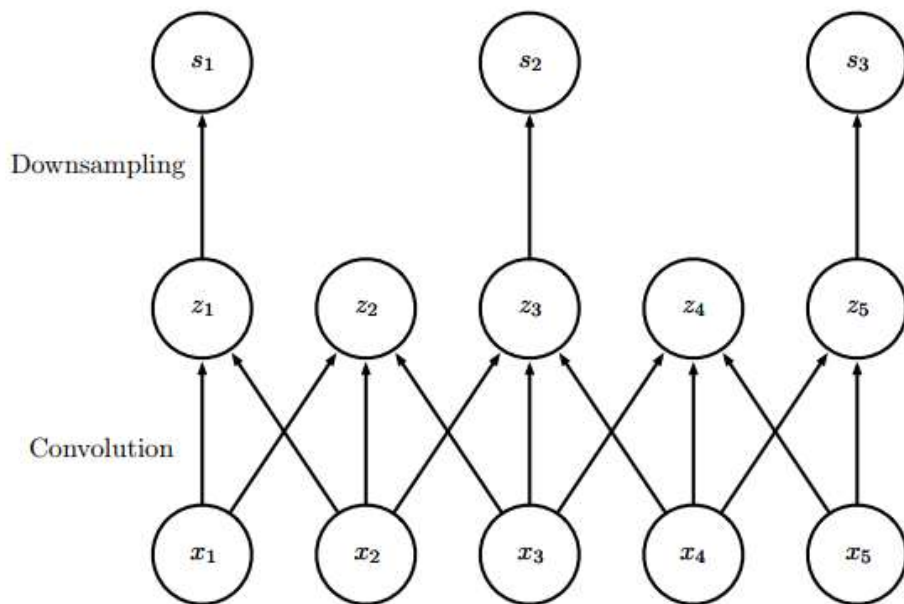 s₁ s₂ s₃
Downsampling
z₁ z₂ z₃ z₄ z₅
Convolution
x₁ x₂ x₃ x₄ x₅